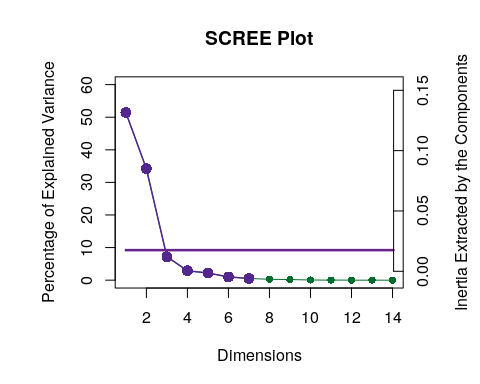 SCREE Plot
Percentage of Explained Variance
60
50
40
30
20
10
0
0.15
0.10
0.05
0.00
Inertia Extracted by the Components
2 4 6 8 10 12 14
Dimensions